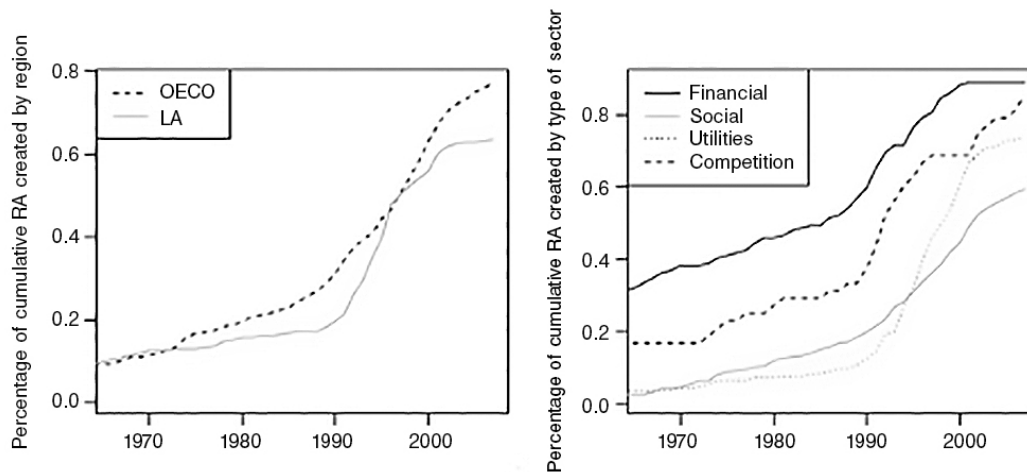 Percentage of cumulative RA created by region
0.8
0.6
0.4
0.2
0.0
OECO
LA
1970 1980 1990 2000
Percentage of cumulative RA created by type of sector
0.8
0.6
0.4
0.2
0.0
Financial
Social
Utilities
Competition
1970 1980 1990 2000